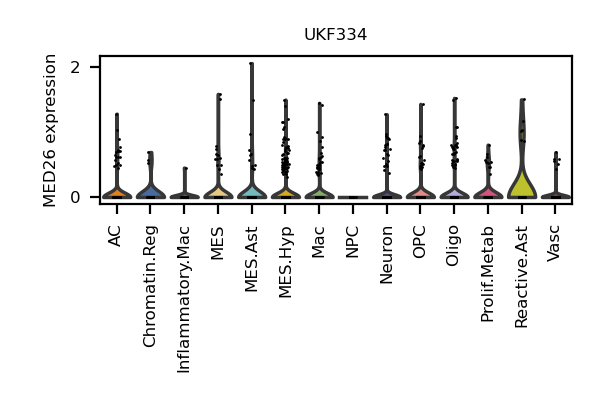 UKF334
MED26 expression
2
0
AC
Chromatin.Reg
Inflammatory.Mac
MES
MES.Ast
MES.Hyp
Mac
NPC
Neuron
OPC
Oligo
Prolif.Metab
Reactive.Ast
Vasc